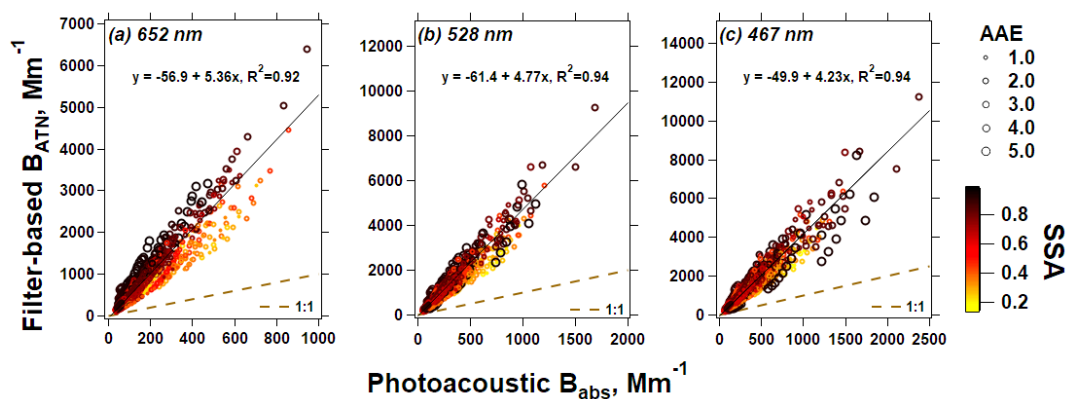 (a) 652 nm
y = -56.9 + 5.36x, R²=0.92
7000
6000
5000
4000
3000
2000
1000
0
0 200 400 600 800 1000
1:1
(b) 528 nm
y = -61.4 + 4.77x, R²=0.94
12000
10000
8000
6000
4000
2000
0
0 500 1000 1500 2000
1:1
(c) 467 nm
y = -49.9 + 4.23x, R²=0.94
14000
12000
10000
8000
6000
4000
2000
0
0 500 1000 1500 2000 2500
1:1
Filter-based B_ATN, Mm⁻¹
Photoacoustic B_abs, Mm⁻¹
AAE
1.0
2.0
3.0
4.0
5.0
0.8
0.6
0.4
0.2
SSA